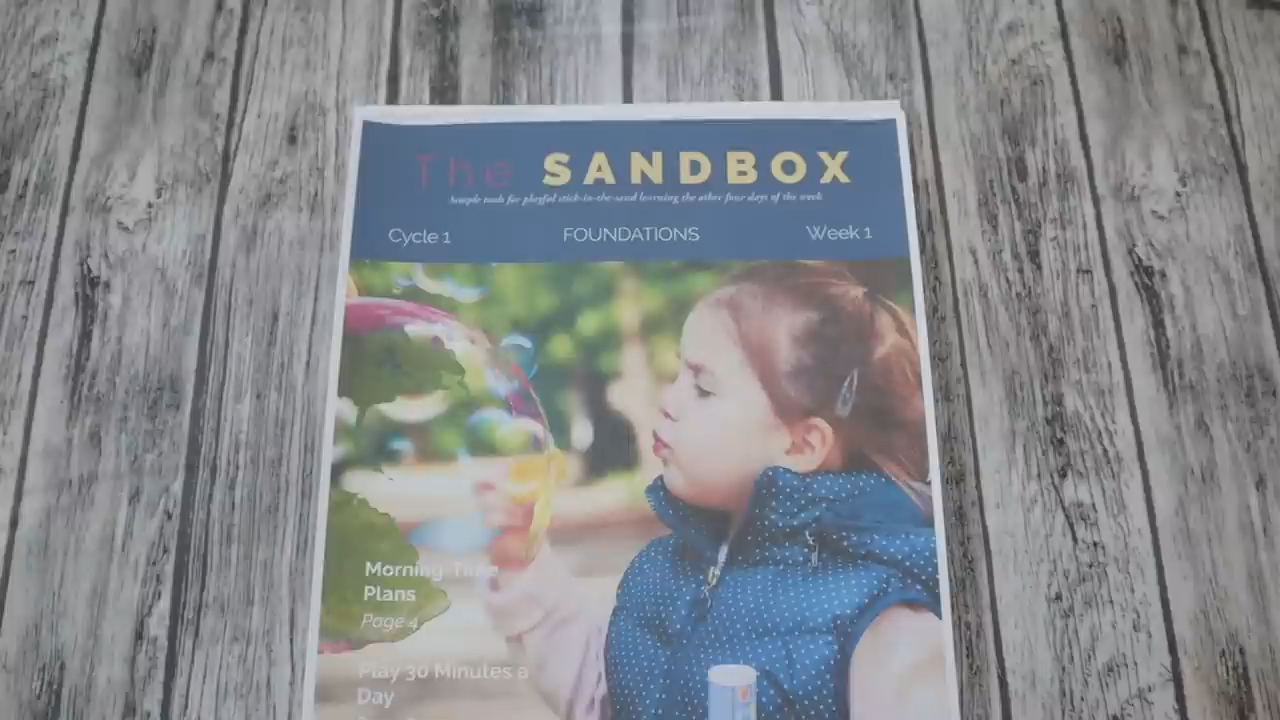 The SANDBOX
Simple tools for playful stick-in-the-sand learning the other four days of the week
Cycle 1 FOUNDATIONS Week 1
Morning Time
Plans
Page 4
Play 30 Minutes a
Day